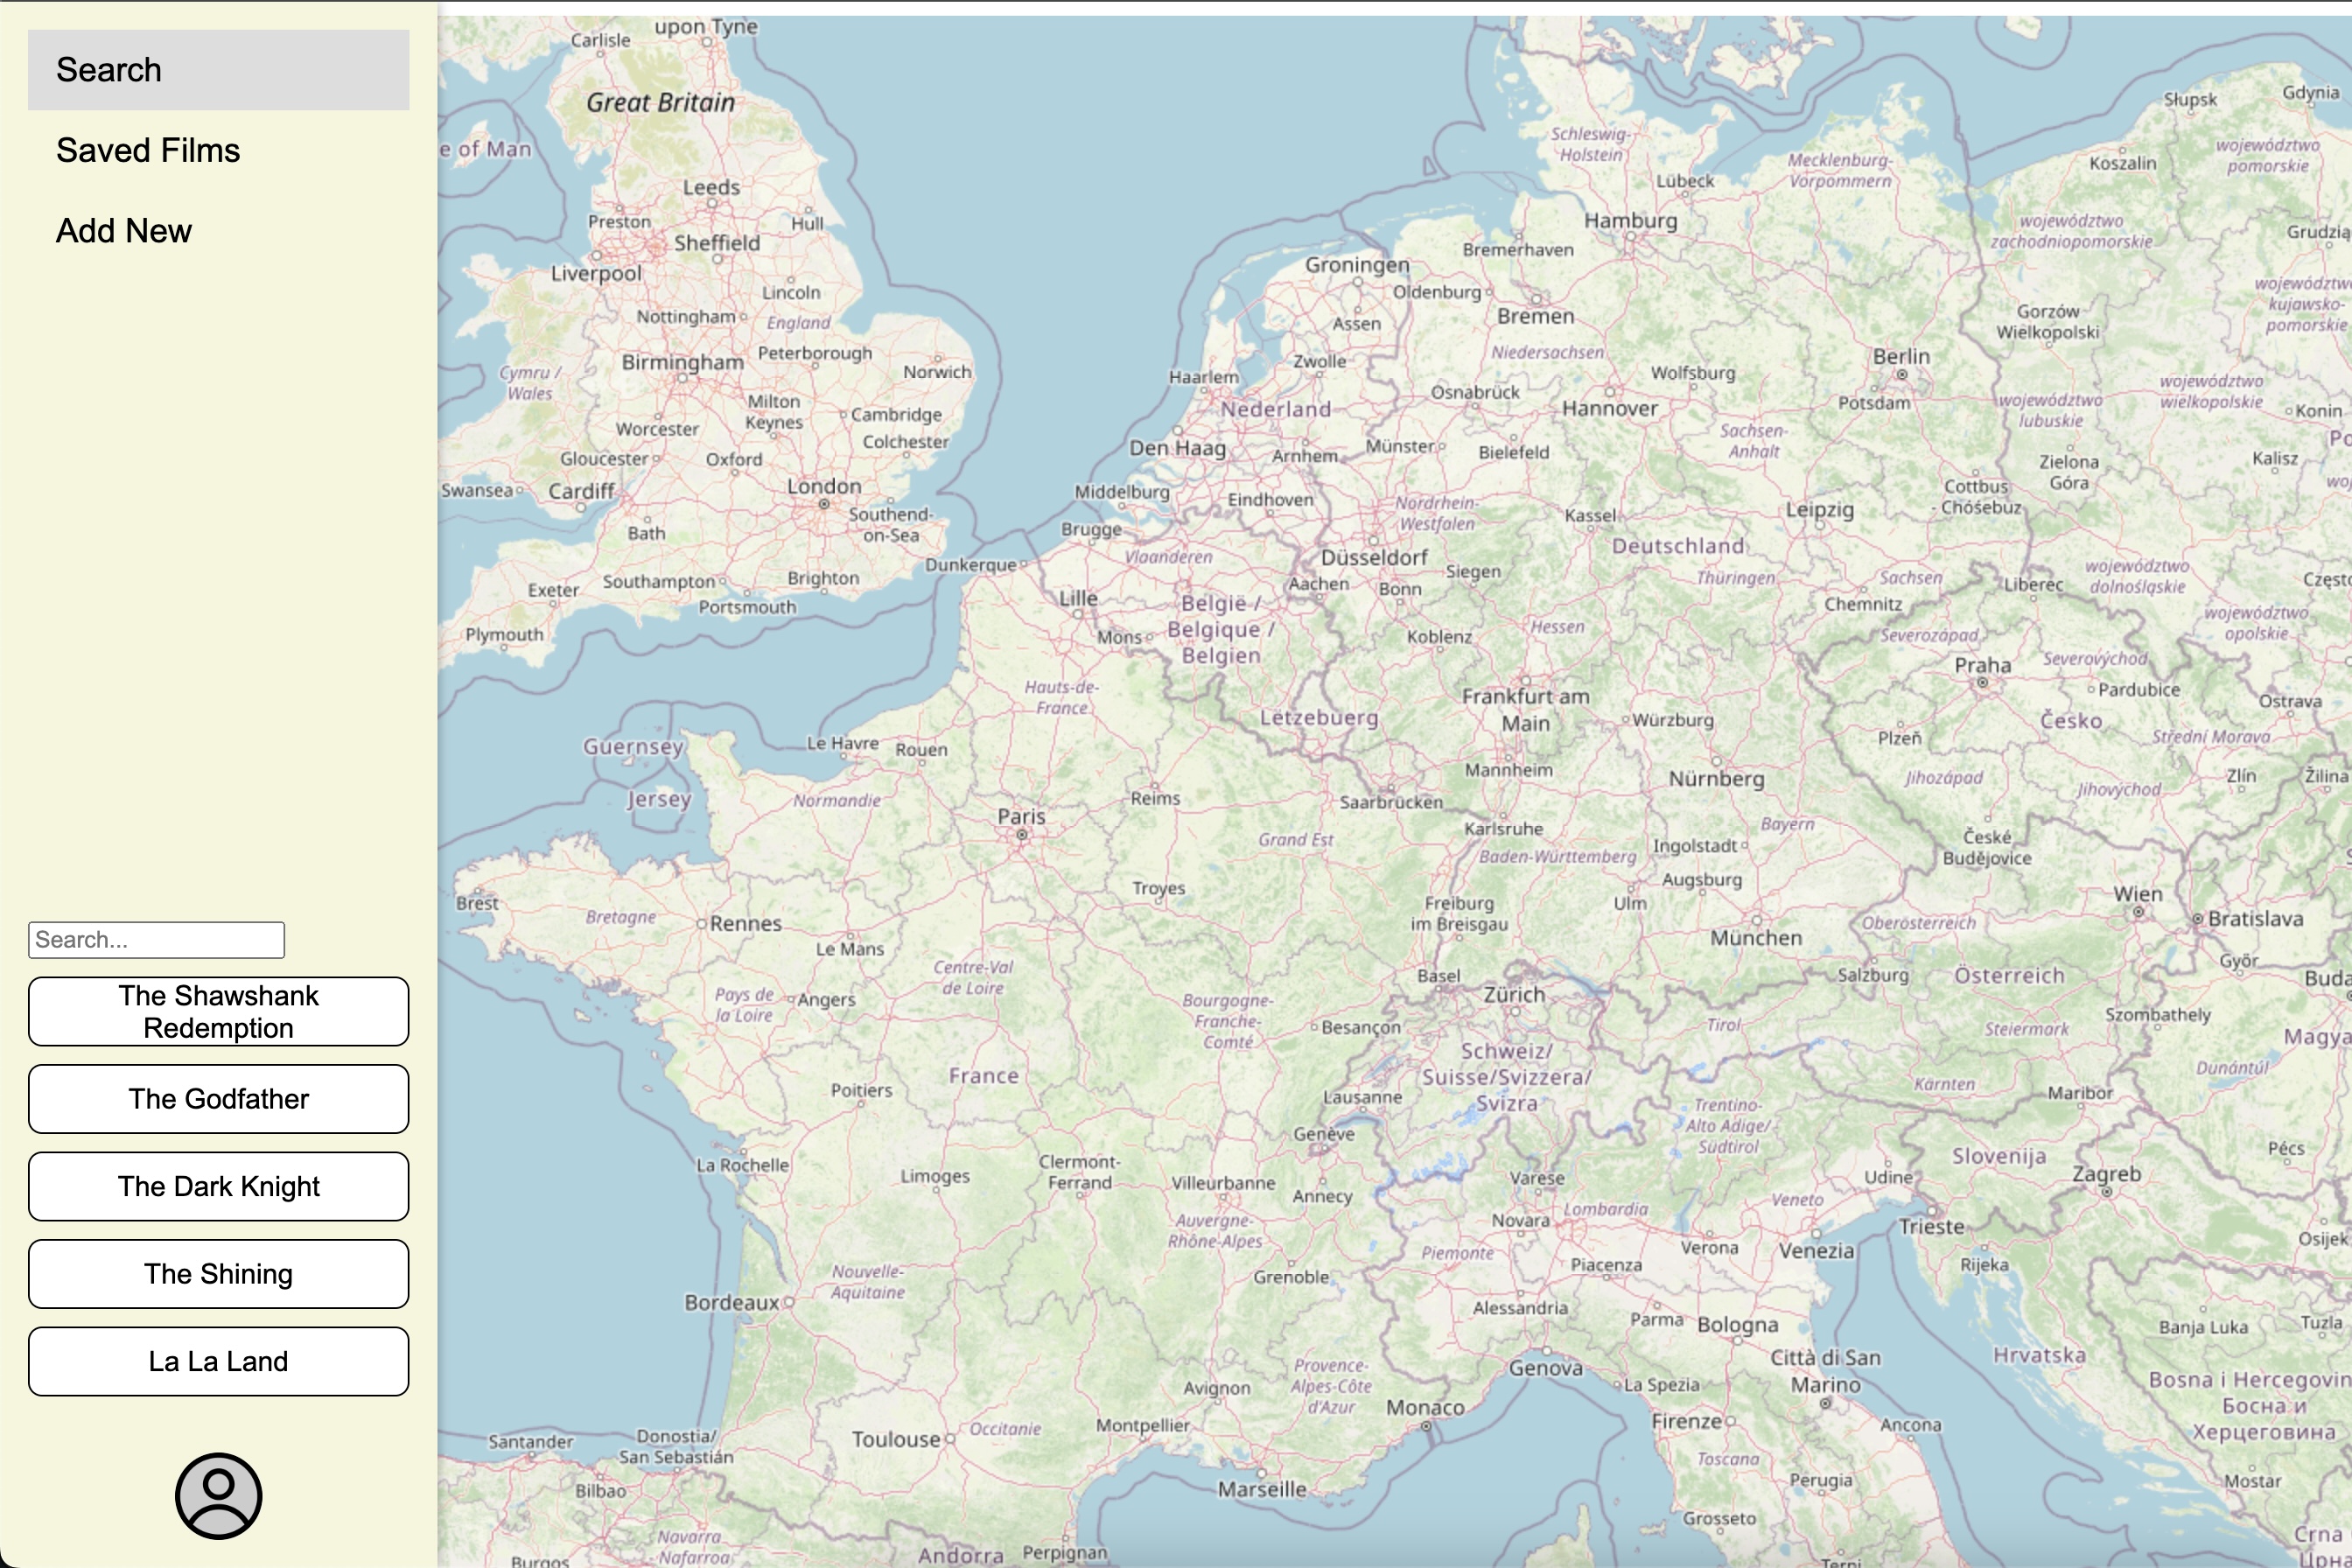 Search
Saved Films
Add New
Search...
The Shawshank
Redemption
The Godfather
The Dark Knight
The Shining
La La Land
upon Tyne
Carlisle
Great Britain
e of Man
Leeds
Preston
Hull
Sheffield
Liverpool
Lincoln
Nottingham
England
Birmingham
Peterborough
Norwich
Cymru /
Wales
Milton
Keynes
Cambridge
Worcester
Colchester
Gloucester
Oxford
Swansea
Cardiff
London
Southend-
on-Sea
Bath
Exeter
Southampton
Brighton
Portsmouth
Plymouth
Guernsey
Jersey
Schleswig-
Holstein
Lübeck
Mecklenburg-
Vorpommern
Hamburg
Bremerhaven
Groningen
Oldenburg
Bremen
Assen
Zwolle
Niedersachsen
Haarlem
Nederland
Osnabrück
Wolfsburg
Hannover
Berlin
Potsdam
Den Haag
Arnhem
Münster
Bielefeld
Sachsen-
Anhalt
Middelburg
Eindhoven
Brugge
Nordrhein-
Westfalen
Kassel
Leipzig
Cottbus
- Chóśebuz
Dunkerque
Vlaanderen
Düsseldorf
Deutschland
Aachen
Bonn
Siegen
Thüringen
Sachsen
Chemnitz
Lille
België /
Belgique /
Belgien
Mons
Koblenz
Hessen
Hauts-de-
France
Lëtzebuerg
Frankfurt am
Main
Würzburg
Le Havre
Rouen
Mannheim
Nürnberg
Normandie
Reims
Saarbrücken
Paris
Karlsruhe
Bayern
Grand Est
Baden-Württemberg
Ingolstadt
Augsburg
Troyes
Freiburg
im Breisgau
Ulm
München
Brest
Bretagne
Rennes
Le Mans
Centre-Val
de Loire
Pays de
la Loire
Angers
Bourgogne-
Franche-
Comté
Besançon
Basel
Zürich
Schweiz/
Suisse/Svizzera/
Svizra
Lausanne
Genève
France
Poitiers
La Rochelle
Limoges
Clermont-
Ferrand
Villeurbanne
Annecy
Auvergne-
Rhône-Alpes
Grenoble
Nouvelle-
Aquitaine
Bordeaux
Avignon
Provence-
Alpes-Côte
d'Azur
Monaco
Montpellier
Toulouse
Occitanie
Marseille
Santander
Donostia/
San Sebastián
Bilbao
Burgos
Navarra
- Nafarroa
Andorra
Perpignan
Słupsk
Gdynia
Koszalin
województwo
pomorskie
województwo
zachodniopomorskie
Grudzią
województw
kujawsko-
pomorskie
Gorzów
Wielkopolski
województwo
lubuskie
województwo
wielkopolskie
Konin
Po
Zielona
Góra
Kalisz
woj
Liberec
województwo
dolnośląskie
Często
województwo
opolskie
Severozápad
Praha
Severovýchod
Pardubice
Ostrava
Česko
Plzeň
Střední Morava
Jihozápad
Jihovýchod
Zlín
Žilina
České
Budějovice
Wien
Bratislava
Oberösterreich
Győr
Salzburg
Österreich
Buda
Szombathely
Tirol
Steiermark
Magya
Dunántúl
Kärnten
Maribor
Trentino-
Alto Adige/-
Südtirol
Slovenija
Pécs
Zagreb
Udine
Varese
Veneto
Novara
Lombardia
Trieste
Piemonte
Verona
Venezia
Osijek
Piacenza
Rijeka
Alessandria
Parma
Bologna
Banja Luka
Tuzla
Genova
Città di San
Marino
Hrvatska
La Spezia
Bosna i Hercegovin
Босна и
Херцеговина
Firenze
Ancona
Toscana
Perugia
Mostar
Grosseto
Terni
Crna